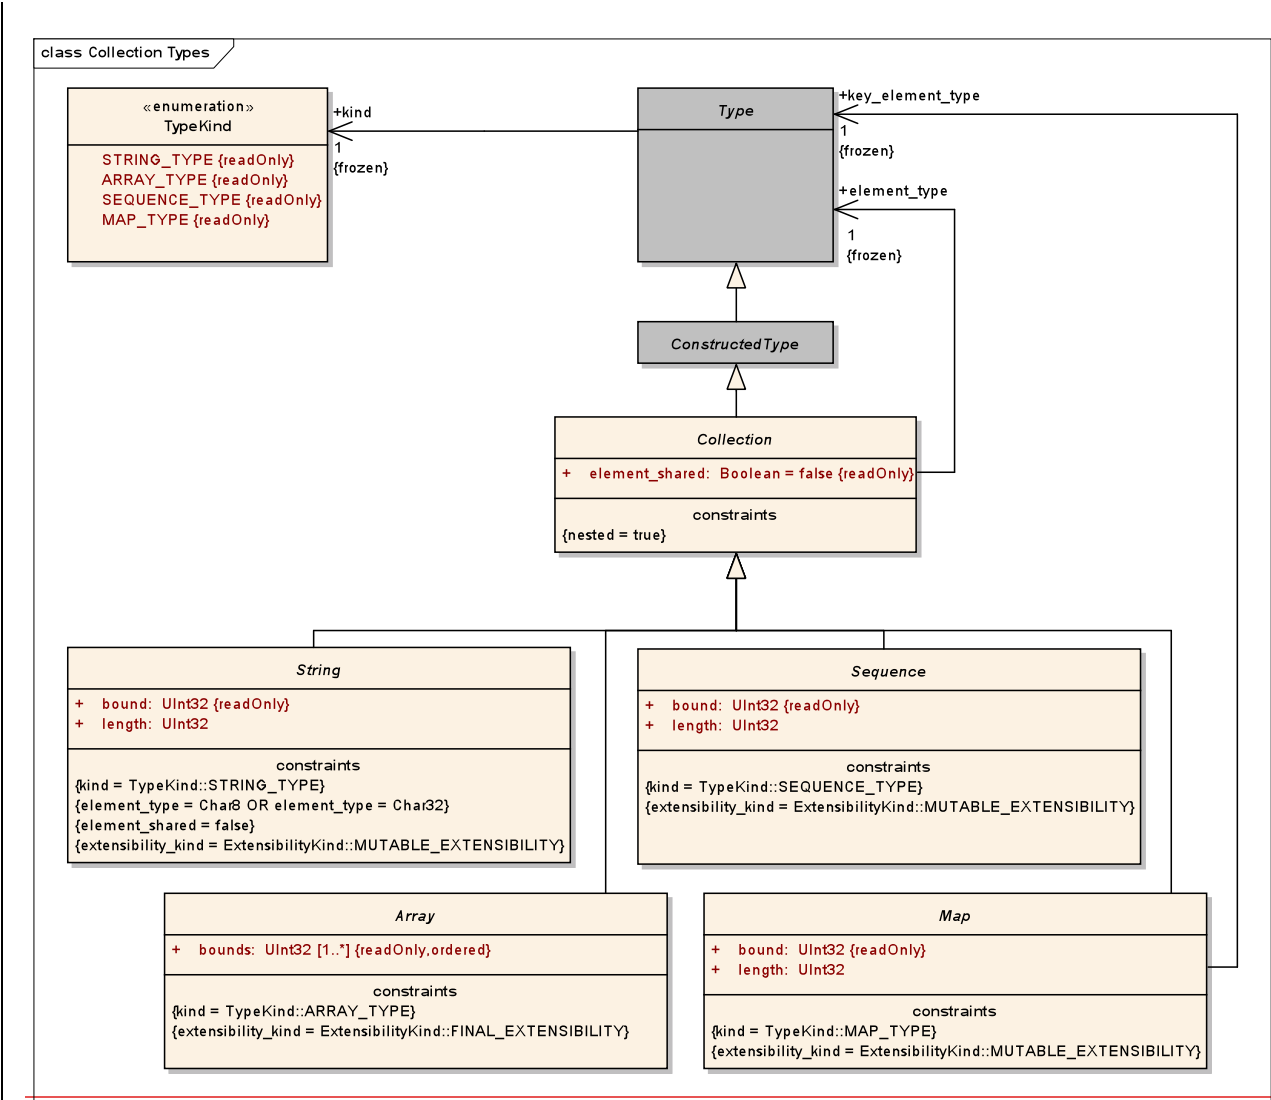 class Collection Types
«enumeration»
TypeKind
STRING_TYPE {readOnly}
ARRAY_TYPE {readOnly}
SEQUENCE_TYPE {readOnly}
MAP_TYPE {readOnly}
+kind
1
{frozen}
Type
+key_element_type
1
{frozen}
+element_type
1
{frozen}
ConstructedType
Collection
+ element_shared: Boolean = false {readOnly}
constraints
{nested = true}
String
+ bound: UInt32 {readOnly}
+ length: UInt32
constraints
{kind = TypeKind::STRING_TYPE}
{element_type = Char8 OR element_type = Char32}
{element_shared = false}
{extensibility_kind = ExtensibilityKind::MUTABLE_EXTENSIBILITY}
Sequence
+ bound: UInt32 {readOnly}
+ length: UInt32
constraints
{kind = TypeKind::SEQUENCE_TYPE}
{extensibility_kind = ExtensibilityKind::MUTABLE_EXTENSIBILITY}
Array
+ bounds: UInt32 [1..*] {readOnly,ordered}
constraints
{kind = TypeKind::ARRAY_TYPE}
{extensibility_kind = ExtensibilityKind::FINAL_EXTENSIBILITY}
Map
+ bound: UInt32 {readOnly}
+ length: UInt32
constraints
{kind = TypeKind::MAP_TYPE}
{extensibility_kind = ExtensibilityKind::MUTABLE_EXTENSIBILITY}